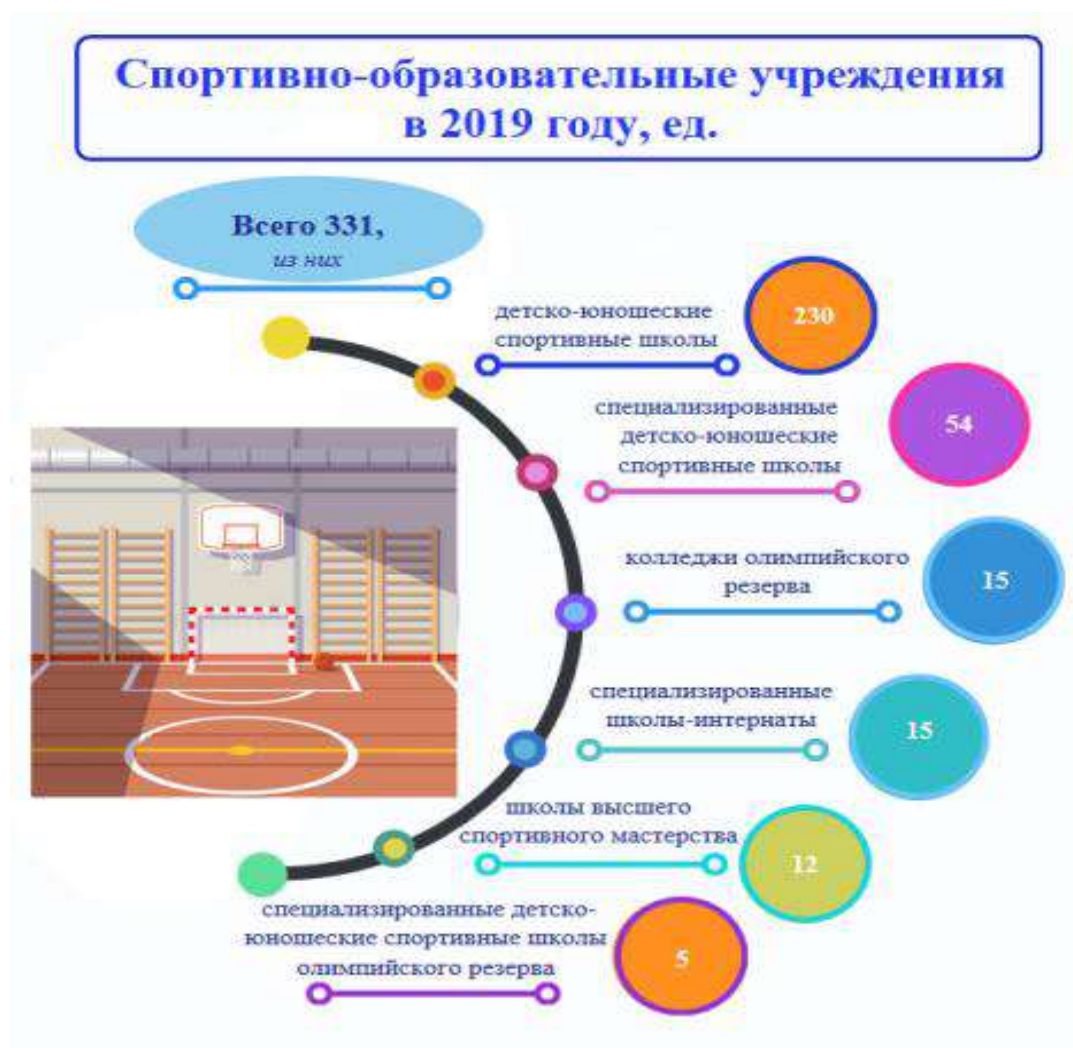 Спортивно-образовательные учреждения
в 2019 году, ед.
Всего 331,
из них
детско-юношеские
спортивные школы
230
специализированные
детско-юношеские
спортивные школы
54
колледжи олимпийского
резерва
15
специализированные
школы-интернаты
15
школы высшего
спортивного мастерства
12
специализированные детско-
юношеские спортивные школы
олимпийского резерва
5